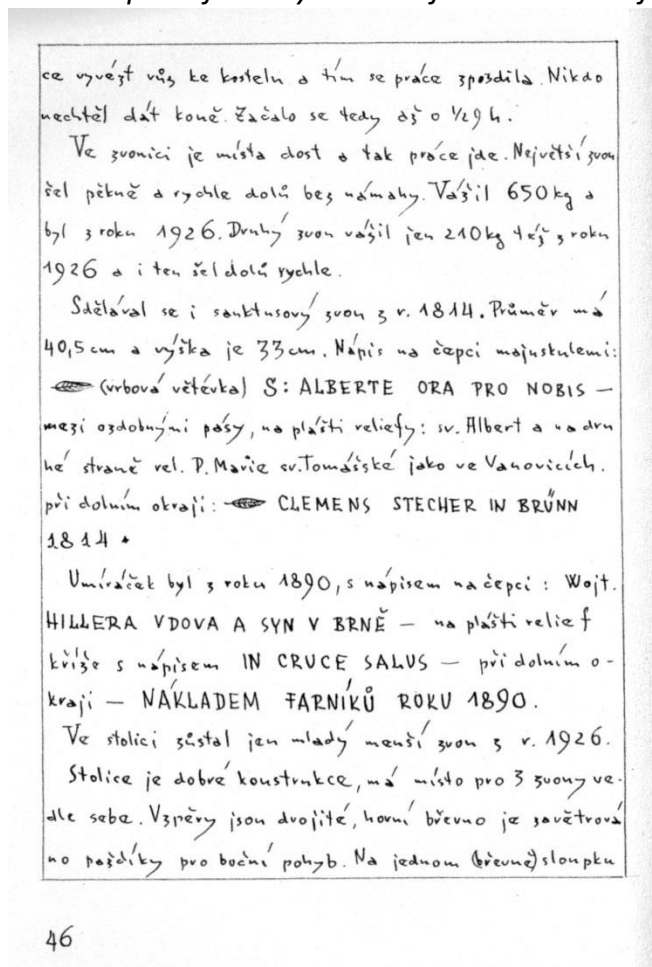 ce vyvézt vůz ke kostelu a tím se práce zpozdila. Nikdo
nechtěl dát koně. Začalo se tedy až o 1/29 h.
Ve zvonici je místa dost a tak práce jde. Největší zvon
šel pěkně a rychle dolů bez námahy. Vážil 650 kg a
byl z roku 1926. Druhý zvon vážil jen 210 kg též z roku
1926 a i ten šel dolů rychle.
Sdělával se i sanktusový zvon z r. 1814. Průměr má
40,5 cm a výška je 33 cm. Nápis na čepci majuskulemi:
(vrbová větévka) S: ALBERTE ORA PRO NOBIS —
mezi ozdobnými pásy, na plášti reliefy: sv. Albert a na dru
hé straně rel. P. Marie sv. Tomášské jako ve Vanovicích.
při dolním okraji: CLEMENS STECHER IN BRÜNN
1814.
Umíráček byl z roku 1890, s nápisem na čepci: Wojt.
HILLERA VDOVA A SYN V BRNĚ — na plášti relief
kříže s nápisem IN CRUCE SALUS — při dolním o-
kraji — NÁKLADEM FARNÍKŮ ROKU 1890.
Ve stolici zůstal jen mladý menší zvon z r. 1926.
Stolice je dobré konstrukce, má místo pro 3 zvony ve-
dle sebe. Vzpěry jsou dvojité, horní břevno je zavětrová
no paždíky pro boční pohyb. Na jednom (břevně) sloupku
46